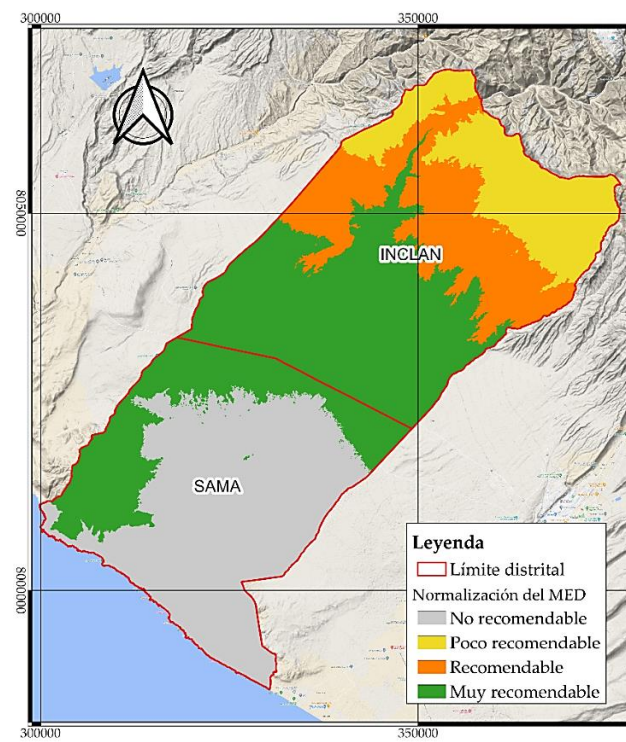 300000
350000
8050000
INCLAN
SAMA
8000000
Leyenda
Límite distrital
Normalización del MED
No recomendable
Poco recomendable
Recomendable
Muy recomendable
300000
350000